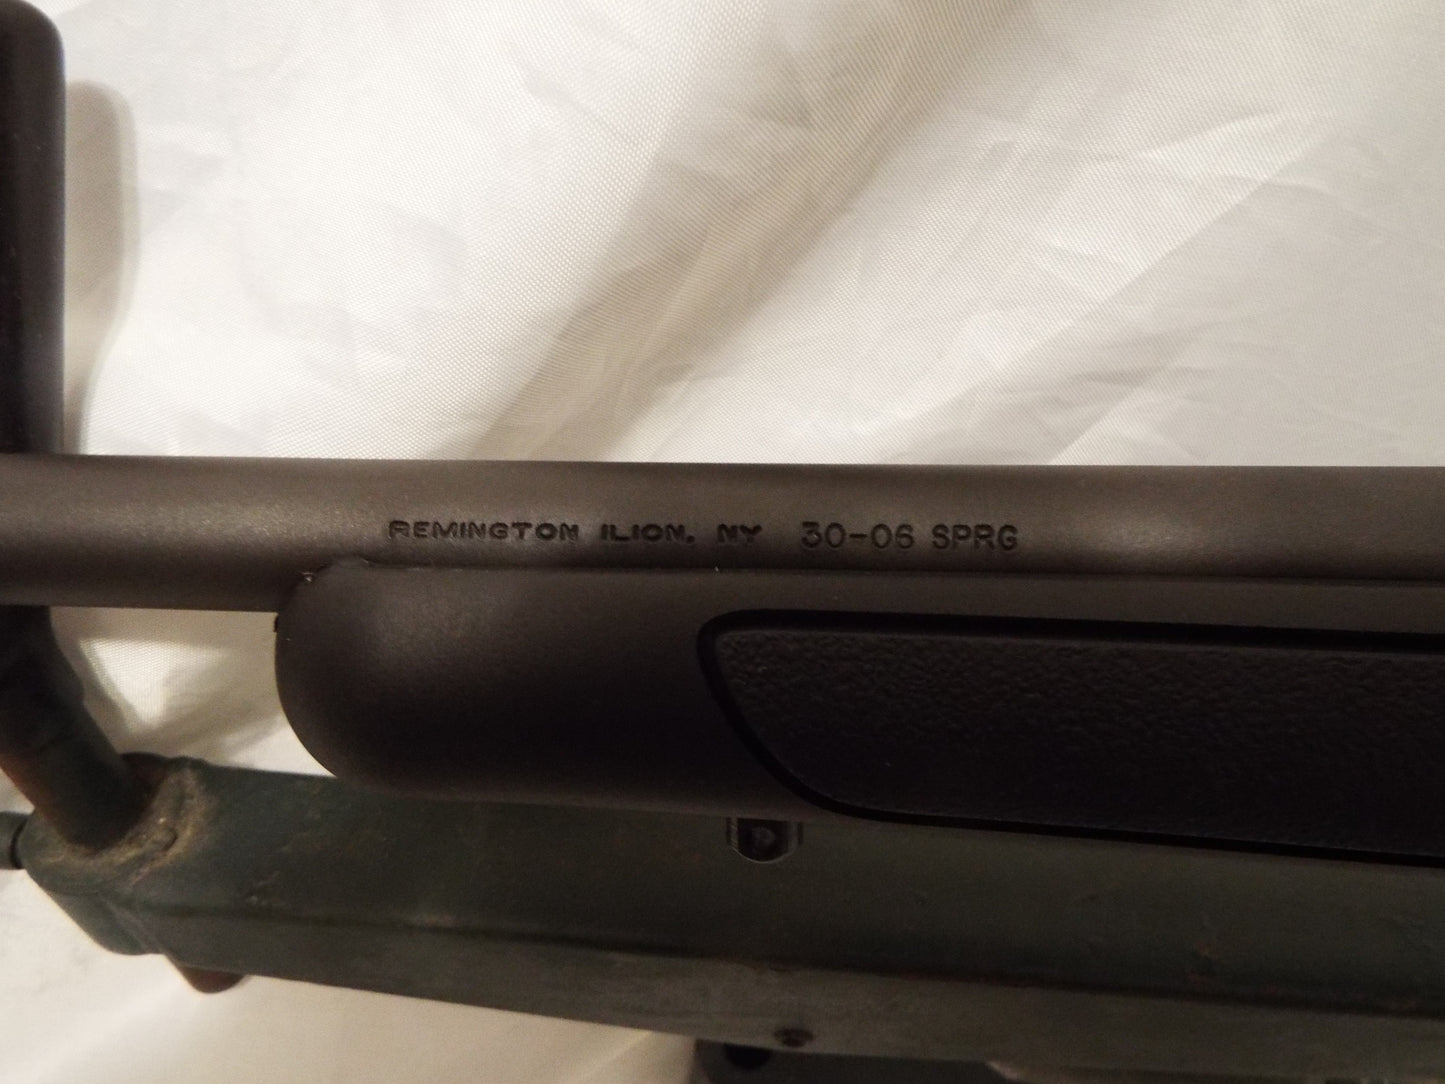 REMINGTON ILION, NY 30-06 SPRG